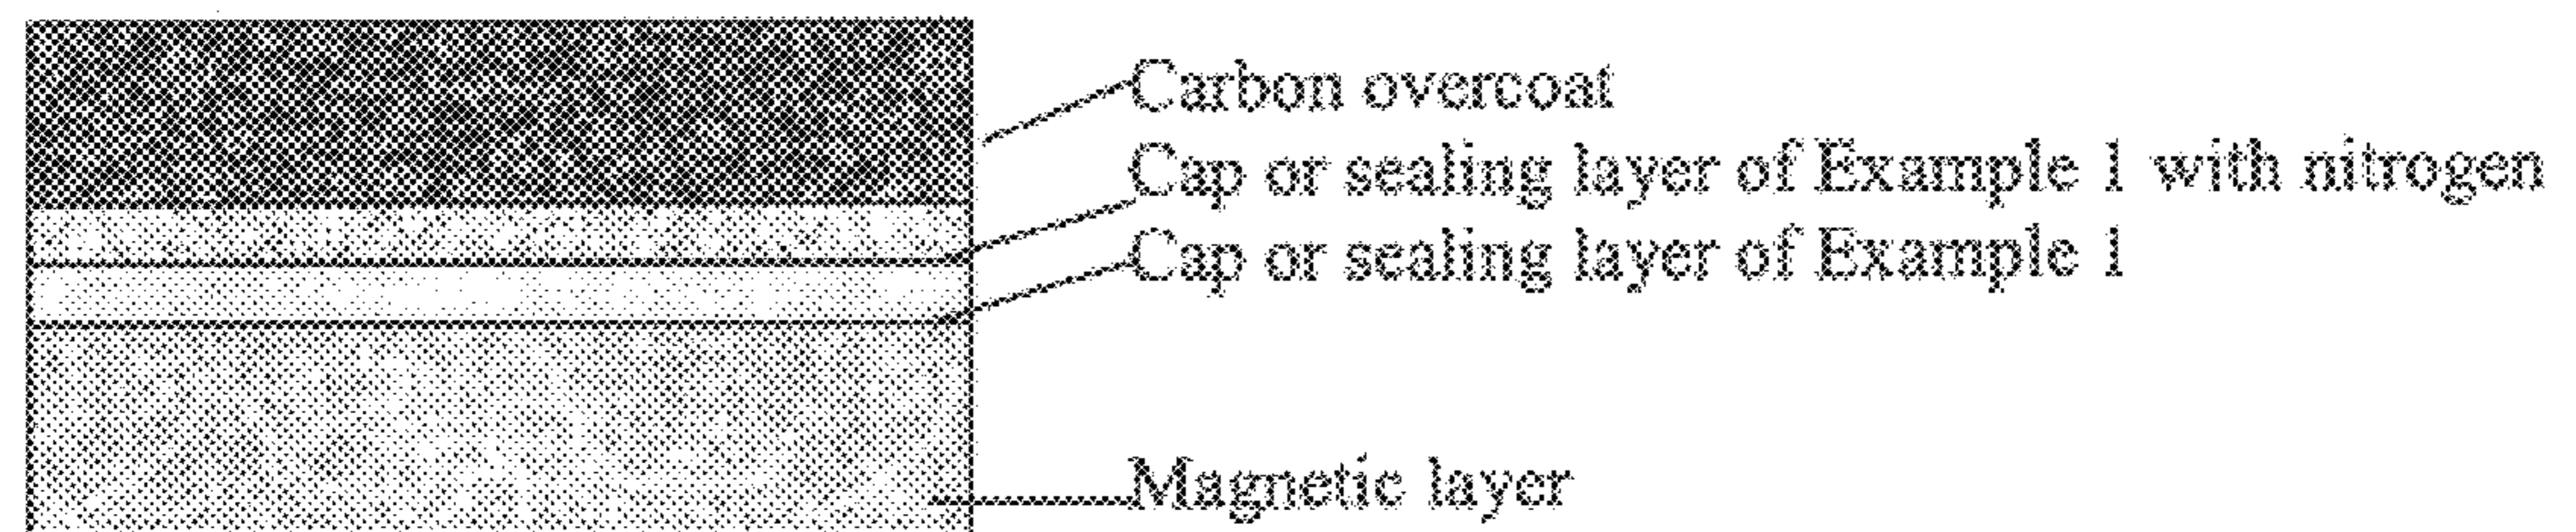 Carbon overcoat
Cap or sealing layer of Example 1 with nitrogen
Cap or sealing layer of Example 1
Magnetic layer